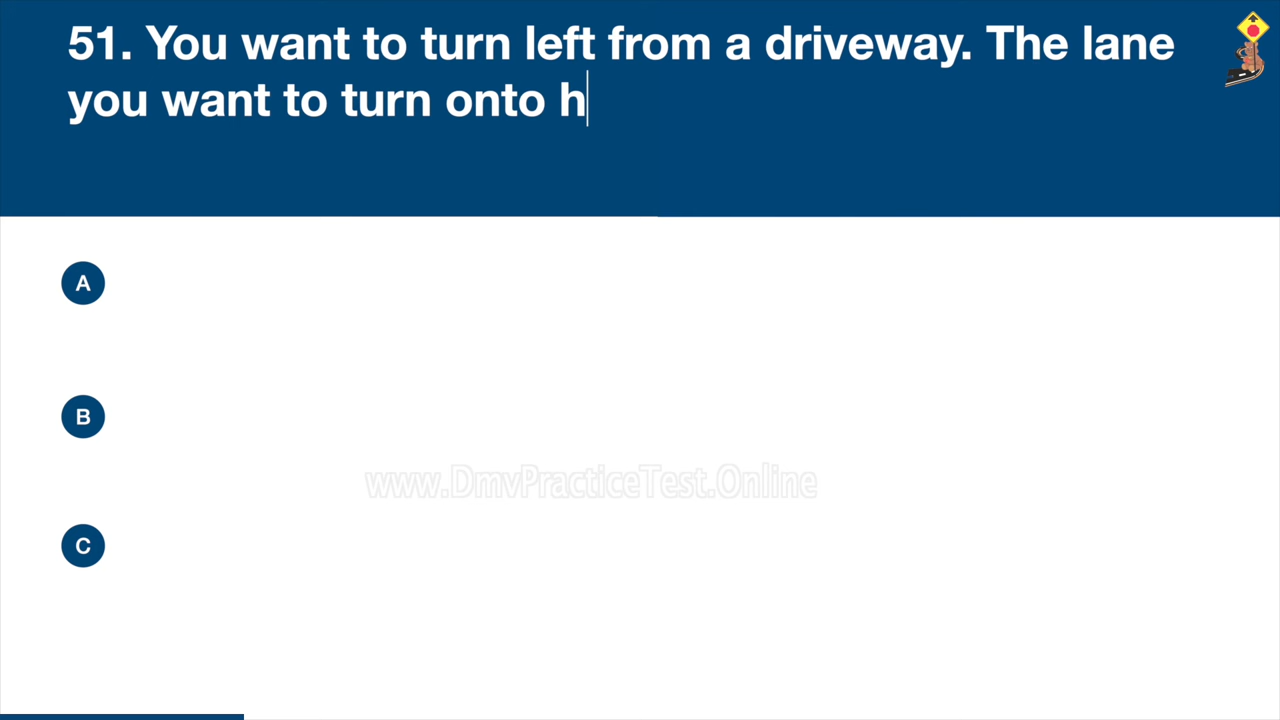 51. You want to turn left from a driveway. The lane
you want to turn onto h
A
B
www.DmvPracticeTest.Online
C